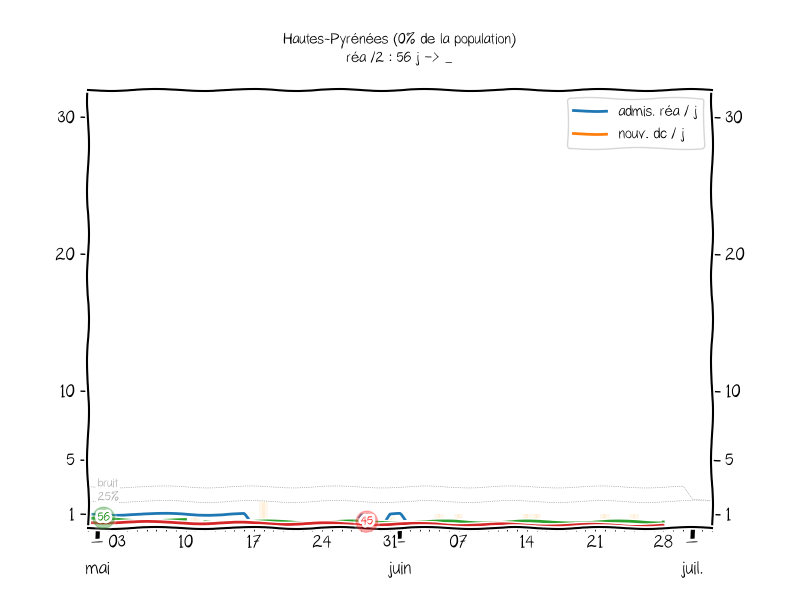 Hautes-Pyrénées (0% de la population)
réa /2 : 56 j -> _
admis. réa / j
nouv. dc / j
30
30
20
20
10
10
5
5
bruit
25%
1
1
56
45
03 10 17 24 31 07 14 21 28
mai juin juil.